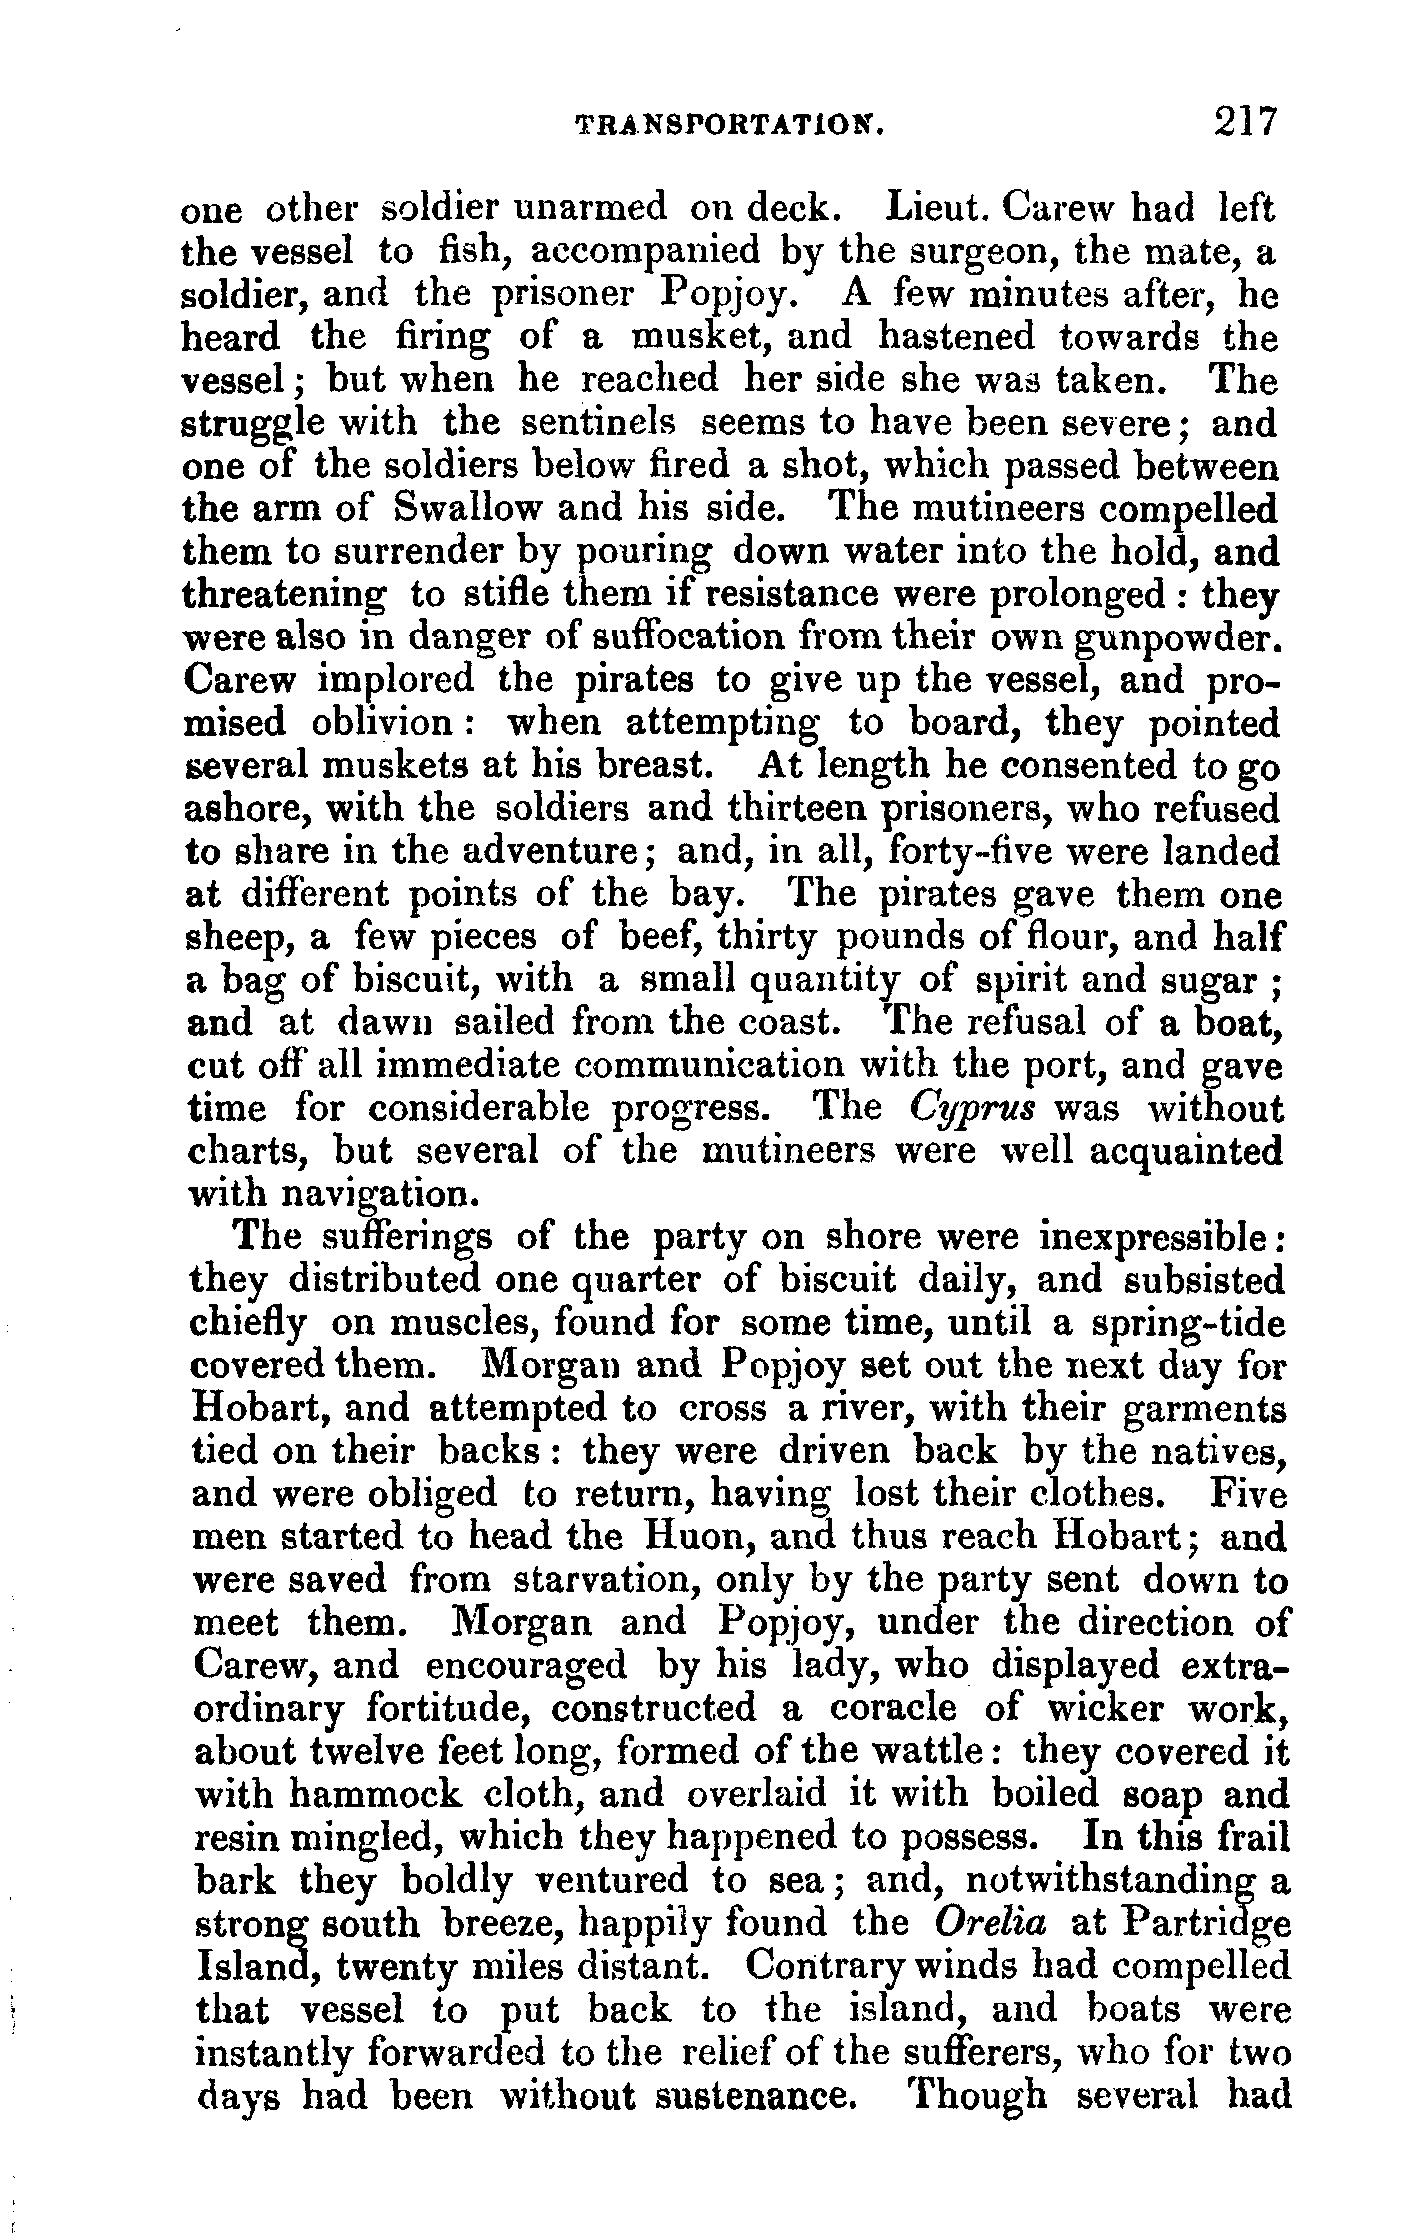 TRANSPORTATION. 217
one other soldier unarmed on deck. Lieut. Carew had left
the vessel to fish, accompanied by the surgeon, the mate, a
soldier, and the prisoner Popjoy. A few minutes after, he
heard the firing of a musket, and hastened towards the
vessel; but when he reached her side she was taken. The
struggle with the sentinels seems to have been severe; and
one of the soldiers below fired a shot, which passed between
the arm of Swallow and his side. The mutineers compelled
them to surrender by pouring down water into the hold, and
threatening to stifle them if resistance were prolonged: they
were also in danger of suffocation from their own gunpowder.
Carew implored the pirates to give up the vessel, and pro-
mised oblivion: when attempting to board, they pointed
several muskets at his breast. At length he consented to go
ashore, with the soldiers and thirteen prisoners, who refused
to share in the adventure; and, in all, forty-five were landed
at different points of the bay. The pirates gave them one
sheep, a few pieces of beef, thirty pounds of flour, and half
a bag of biscuit, with a small quantity of spirit and sugar;
and at dawn sailed from the coast. The refusal of a boat,
cut off all immediate communication with the port, and gave
time for considerable progress. The Cyprus was without
charts, but several of the mutineers were well acquainted
with navigation.
The sufferings of the party on shore were inexpressible:
they distributed one quarter of biscuit daily, and subsisted
chiefly on muscles, found for some time, until a spring-tide
covered them. Morgan and Popjoy set out the next day for
Hobart, and attempted to cross a river, with their garments
tied on their backs: they were driven back by the natives,
and were obliged to return, having lost their clothes. Five
men started to head the Huon, and thus reach Hobart; and
were saved from starvation, only by the party sent down to
meet them. Morgan and Popjoy, under the direction of
Carew, and encouraged by his lady, who displayed extra-
ordinary fortitude, constructed a coracle of wicker work,
about twelve feet long, formed of the wattle: they covered it
with hammock cloth, and overlaid it with boiled soap and
resin mingled, which they happened to possess. In this frail
bark they boldly ventured to sea; and, notwithstanding a
strong south breeze, happily found the Orelia at Partridge
Island, twenty miles distant. Contrary winds had compelled
that vessel to put back to the island, and boats were
instantly forwarded to the relief of the sufferers, who for two
days had been without sustenance. Though several had